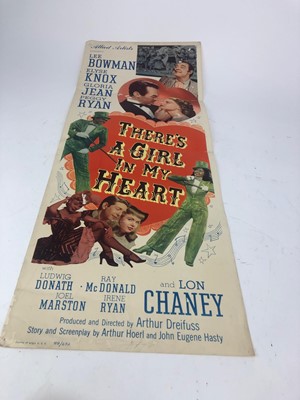 Allied Artists
LEE
BOWMAN
ELYSE
KNOX
GLORIA
JEAN
PEGGY
RYAN
THERE'S
A GIRL
IN MY
HEART
with
LUDWIG
DONATH · RAY
McDONALD
JOEL
MARSTON
IRENE
RYAN
and LON
CHANEY
Produced and Directed by Arthur Dreifuss
Story and Screenplay by Arthur Hoerl and John Eugene Hasty